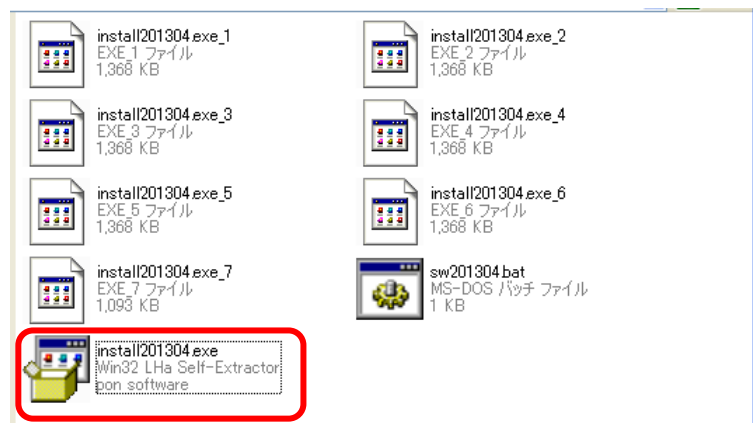 install201304.exe_1
EXE_1 ファイル
1,368 KB
install201304.exe_2
EXE_2 ファイル
1,368 KB
install201304.exe_3
EXE_3 ファイル
1,368 KB
install201304.exe_4
EXE_4 ファイル
1,368 KB
install201304.exe_5
EXE_5 ファイル
1,368 KB
install201304.exe_6
EXE_6 ファイル
1,368 KB
install201304.exe_7
EXE_7 ファイル
1,093 KB
sw201304.bat
MS-DOS バッチ ファイル
1 KB
install201304.exe
Win32 LHa Self-Extractor
pon software